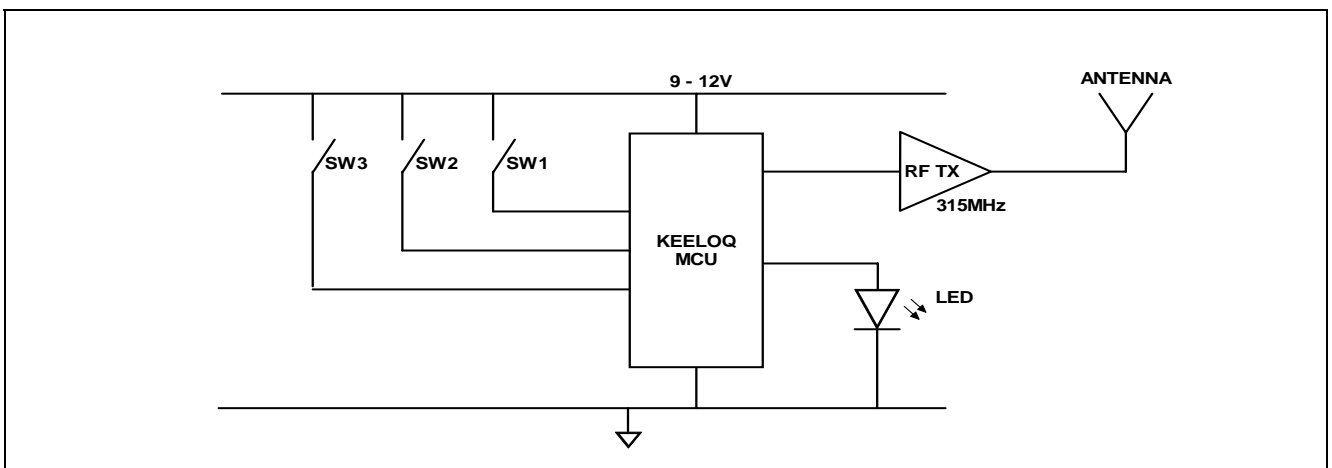 9 - 12V
ANTENNA
SW3
SW2
SW1
RF TX
315MHz
KEELOQ
MCU
LED